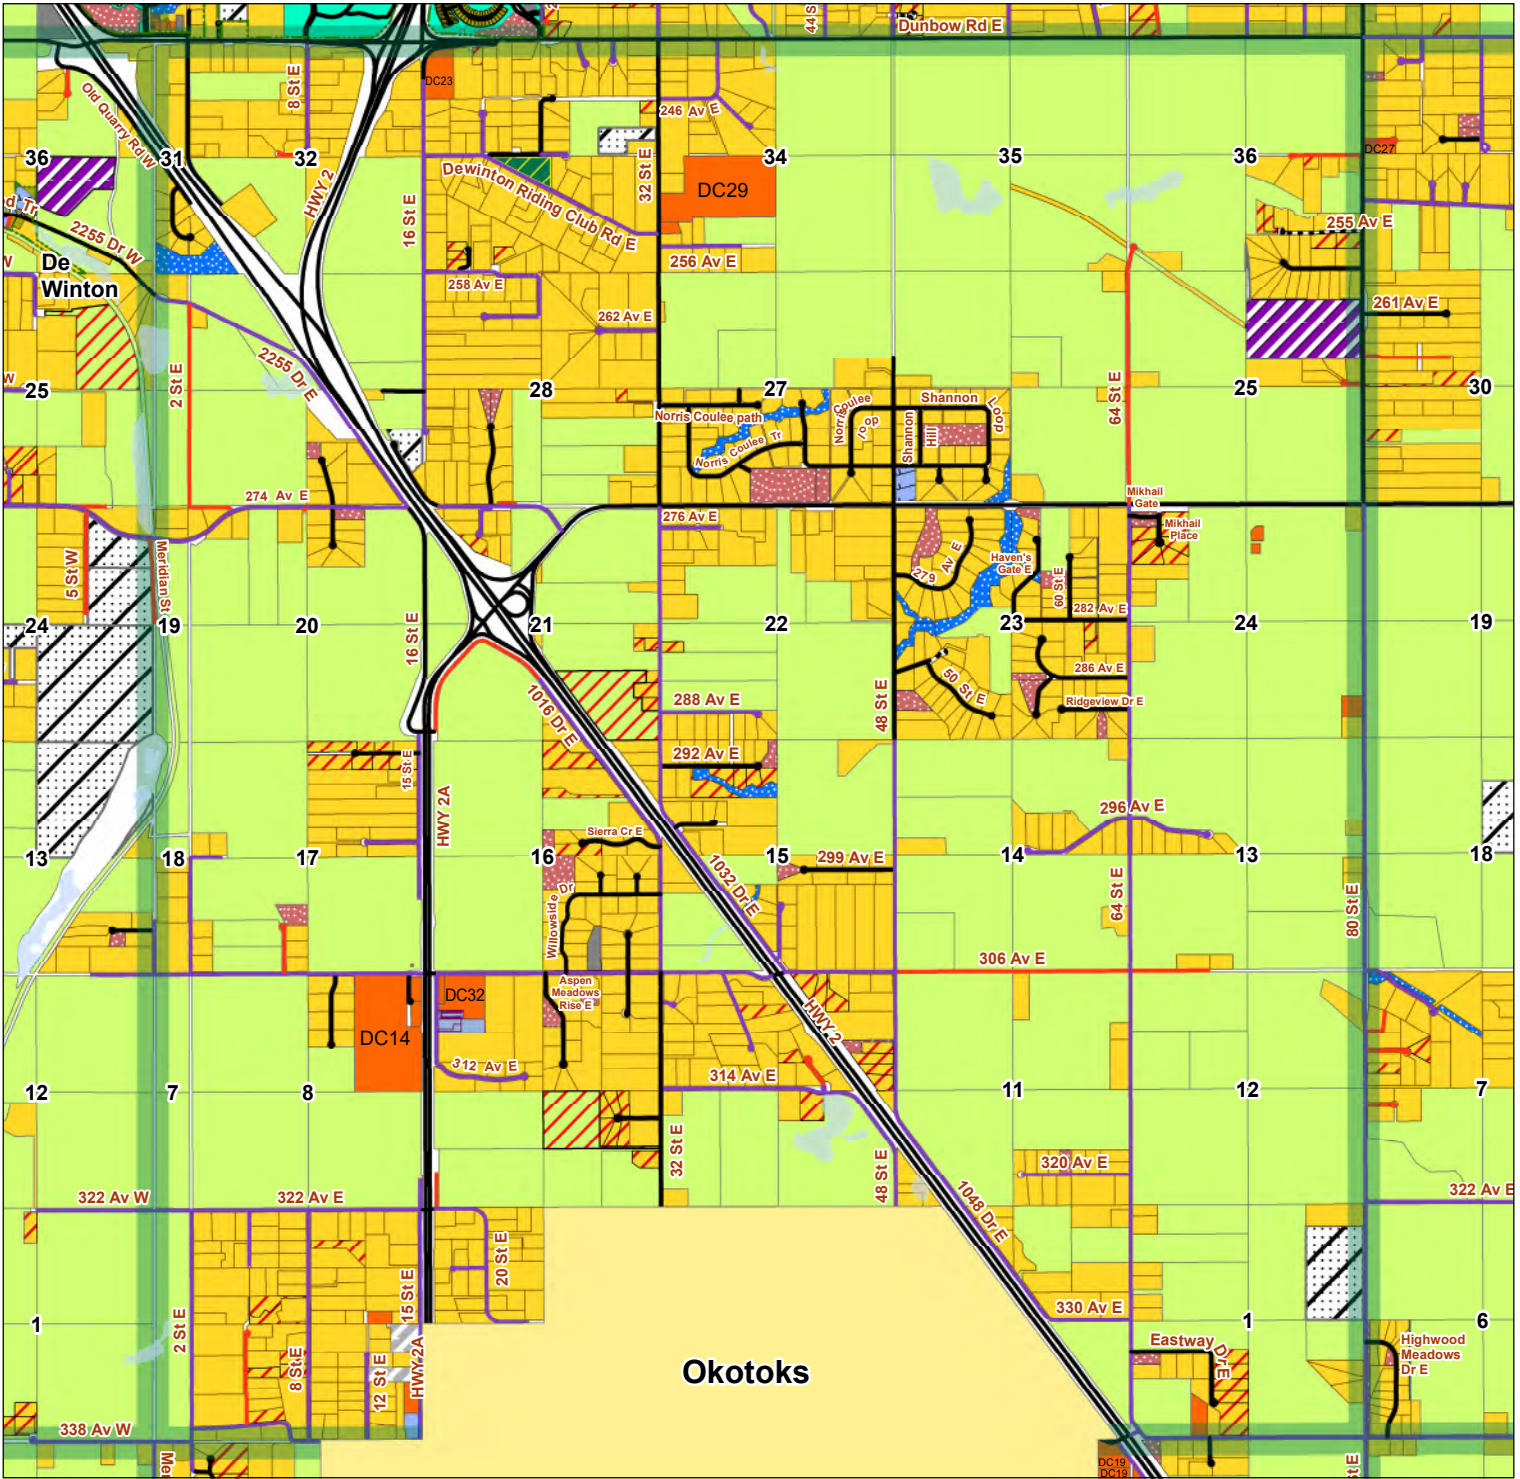 44 St E
Dunbow Rd E
8 St E
DC23
246 Av E
Old Quarry Rd W
36
31
32
34
35
36
DC27
HWY 2
Dewinton Riding Club Rd E
32 St E
DC29
16 St E
d Tr
2255 Dr W
255 Av E
W
De
Winton
256 Av E
258 Av E
261 Av E
262 Av E
2255 Dr E
2 St E
64 St E
W
25
28
27
25
30
Norris Coulee path
Norris Coulee
loop
Shannon
Loop
Shannon
Hill
Norris Coulee Tr
274 Av E
Mikhail
Gate
276 Av E
Mikhail
Place
5 St W
Meridian St
279 Av E
Haven's
Gate E
60 St E
282 Av E
24
19
20
16 St E
21
22
23
24
19
286 Av E
50 St E
1016 Dr E
288 Av E
48 St E
Ridgeview Dr E
292 Av E
15 St E
HWY 2A
296 Av E
Sierra Cr E
13
18
17
16
15
299 Av E
14
13
18
1032 Dr E
Willowside Dr
64 St E
80 St E
306 Av E
Aspen
Meadows
Rise E
DC32
DC14
HWY 2
312 Av E
314 Av E
12
7
8
11
12
7
32 St E
48 St E
320 Av E
322 Av W
322 Av E
322 Av E
1048 Dr E
20 St E
15 St E
330 Av E
1
1
6
2 St E
8 St E
12 St E
HWY 2A
Okotoks
Eastway Dr E
Highwood
Meadows
Dr E
338 Av W
Mer
DC19
DC19
St E